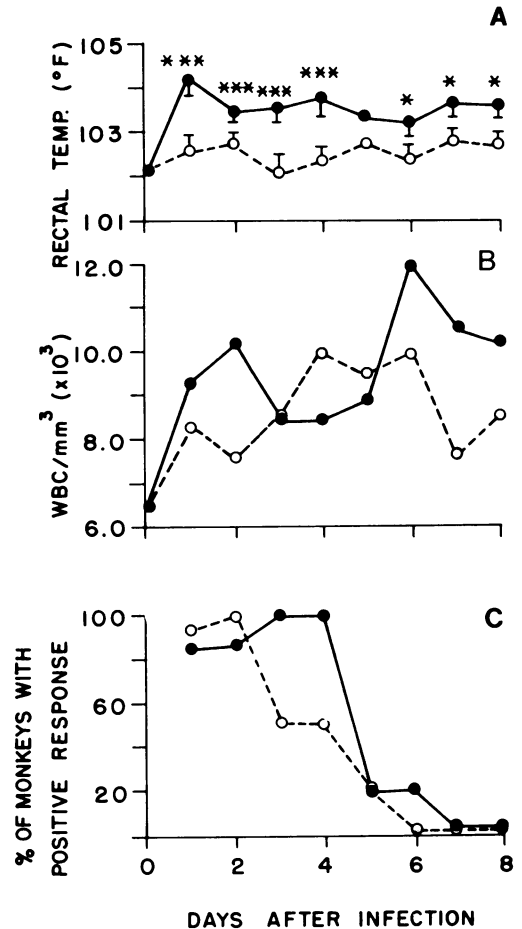 A
105
* **
*** ***
***
*
*
*
103
101
RECTAL TEMP. (°F)
B
12.0
10.0
8.0
6.0
WBC/mm³ (x10³)
C
100
60
20
% OF MONKEYS WITH
POSITIVE RESPONSE
0 2 4 6 8
DAYS AFTER INFECTION